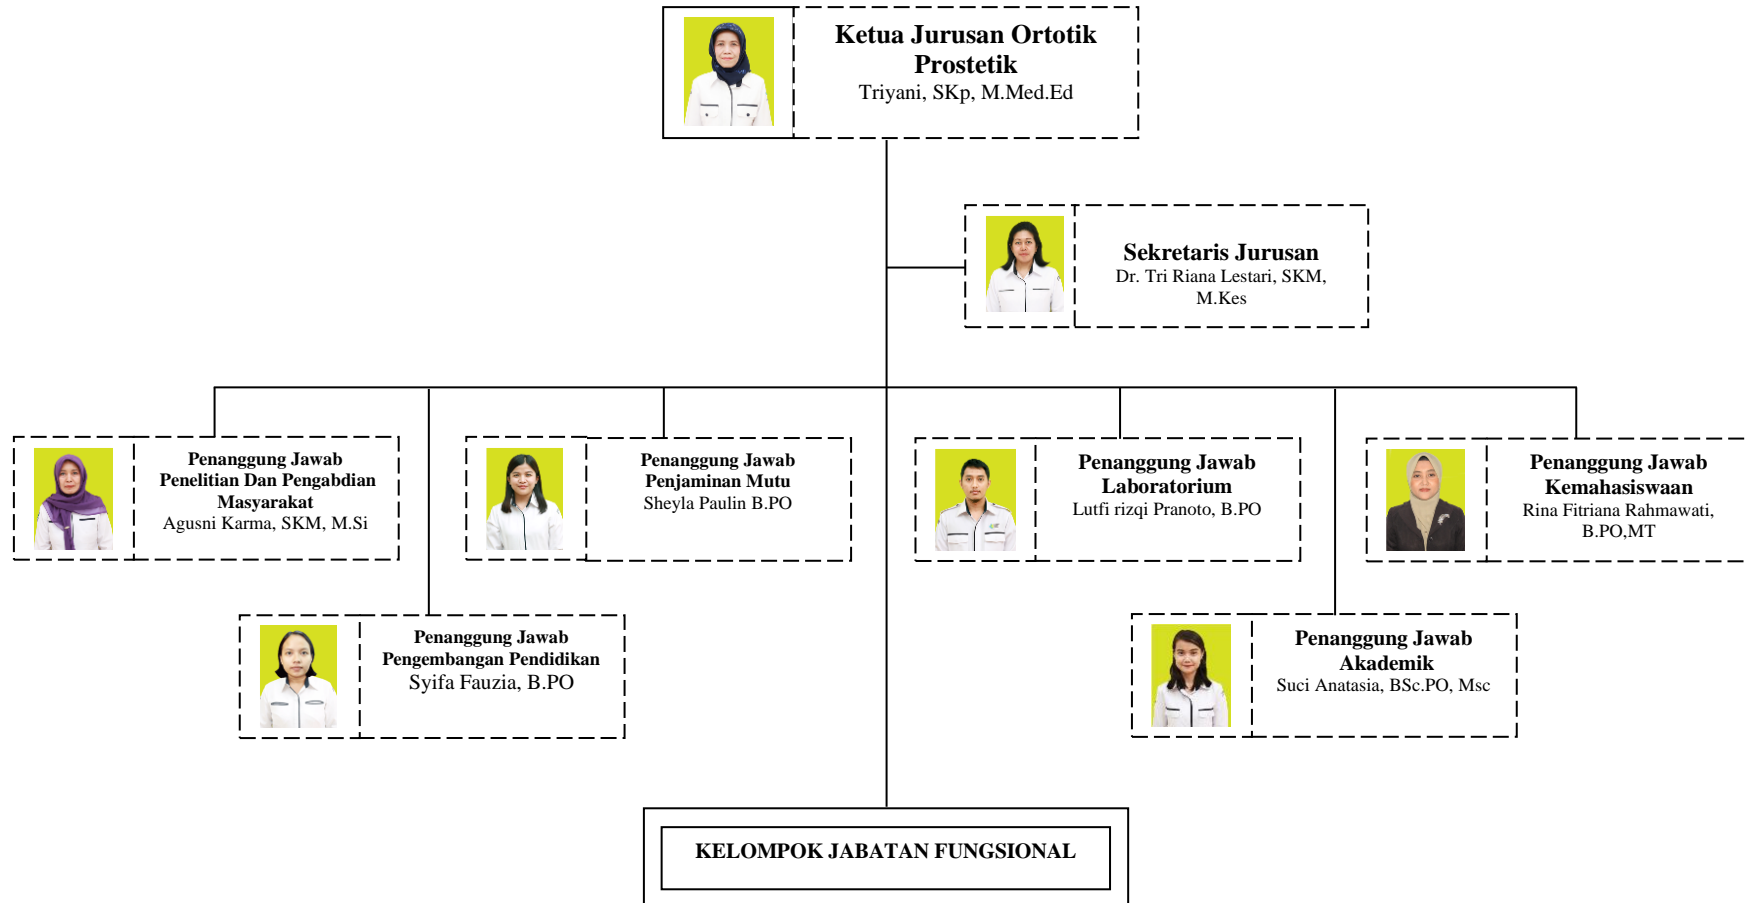 Ketua Jurusan Ortotik
Prostetik
Triyani, SKp, M.Med.Ed
Sekretaris Jurusan
Dr. Tri Riana Lestari, SKM,
M.Kes
Penanggung Jawab
Penelitian Dan Pengabdian
Masyarakat
Agusni Karma, SKM, M.Si
Penanggung Jawab
Penjaminan Mutu
Sheyla Paulin B.PO
Penanggung Jawab
Laboratorium
Lutfi rizqi Pranoto, B.PO
Penanggung Jawab
Kemahasiswaan
Rina Fitriana Rahmawati,
B.PO,MT
Penanggung Jawab
Pengembangan Pendidikan
Syifa Fauzia, B.PO
Penanggung Jawab
Akademik
Suci Anatasia, BSc.PO, Msc
KELOMPOK JABATAN FUNGSIONAL